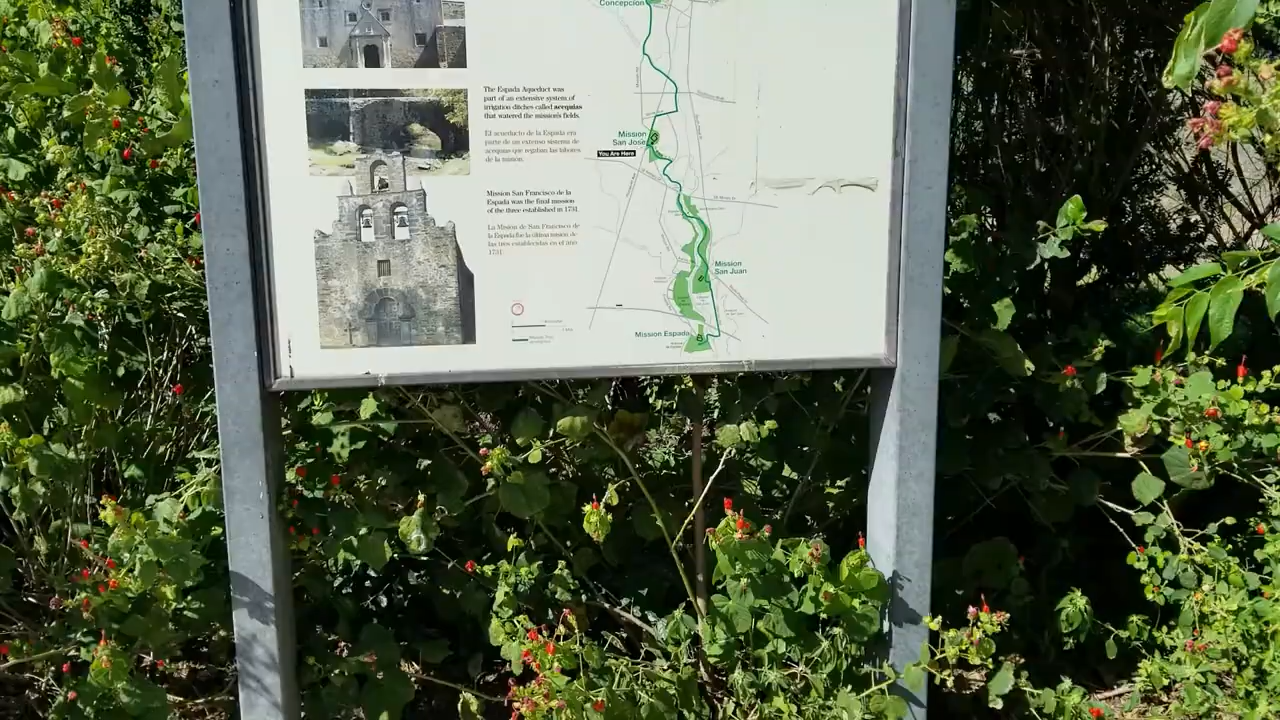 Concepción
The Espada Aqueduct was
part of an extensive system of
irrigation ditches called acequias
that watered the mission's fields.
El acueducto de la Espada era
parte de un extenso sistema de
acequias que regaban las labores
de la misión.
Mission
San José
You Are Here
Mission San Francisco de la
Espada was the final mission
of the three established in 1731.
La Misión de San Francisco de
la Espada fue la última misión de
las tres establecidas en el año
1731.
Mission
San Juan
Mission Espada